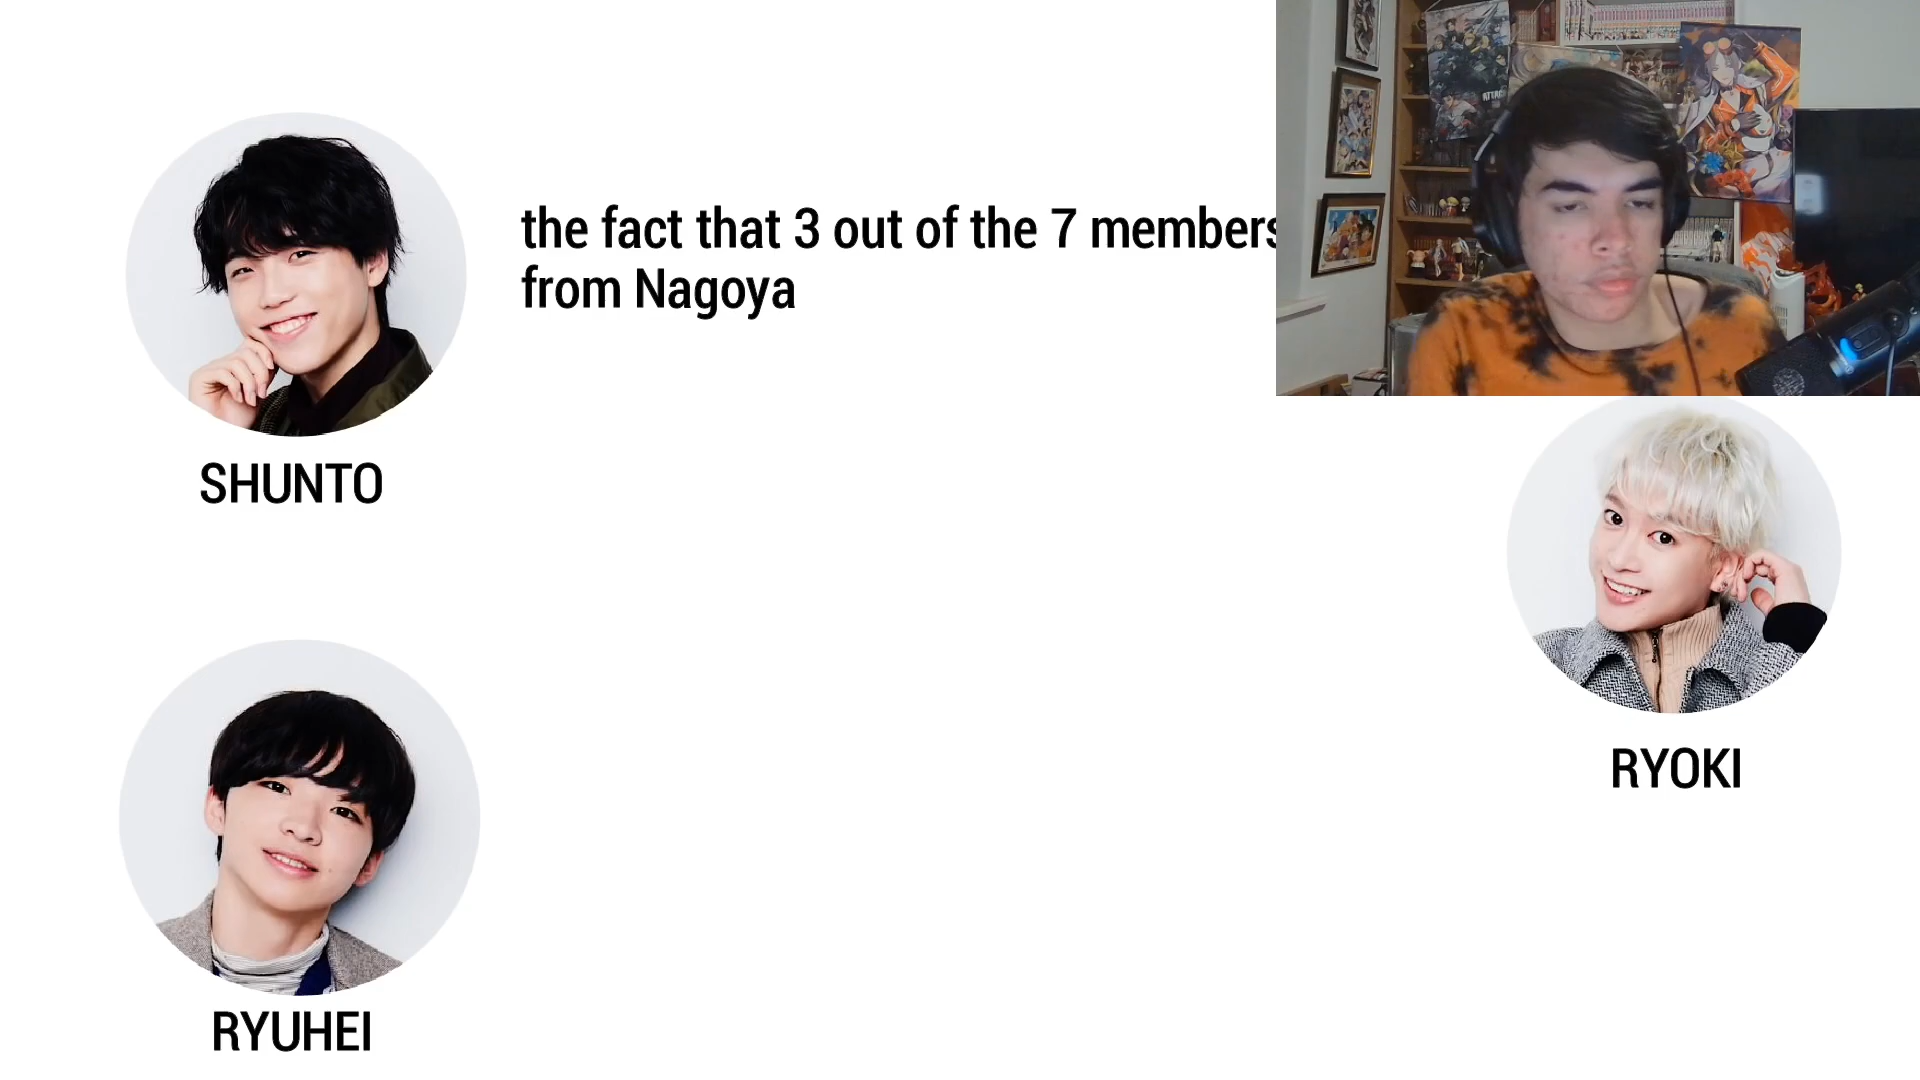 the fact that 3 out of the 7 members
from Nagoya
SHUNTO
RYOKI
RYUHEI